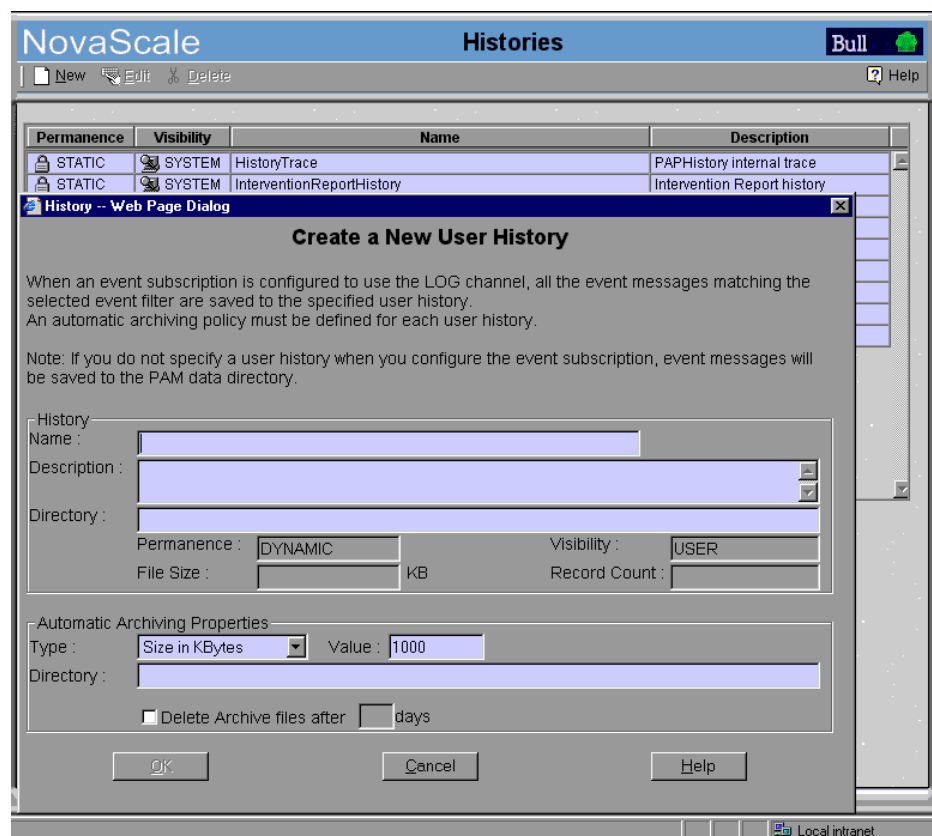 NovaScale Histories Bull
New Edit Delete Help
Permanence Visibility Name Description
STATIC SYSTEM HistoryTrace PAPHistory internal trace
STATIC SYSTEM InterventionReportHistory Intervention Report history
History -- Web Page Dialog
Create a New User History
When an event subscription is configured to use the LOG channel, all the event messages matching the
selected event filter are saved to the specified user history.
An automatic archiving policy must be defined for each user history.
Note: If you do not specify a user history when you configure the event subscription, event messages will
be saved to the PAM data directory.
History
Name :
Description :
Directory :
Permanence : DYNAMIC Visibility : USER
File Size : KB Record Count :
Automatic Archiving Properties
Type : Size in KBytes Value : 1000
Directory :
Delete Archive files after days
OK Cancel Help
Local intranet